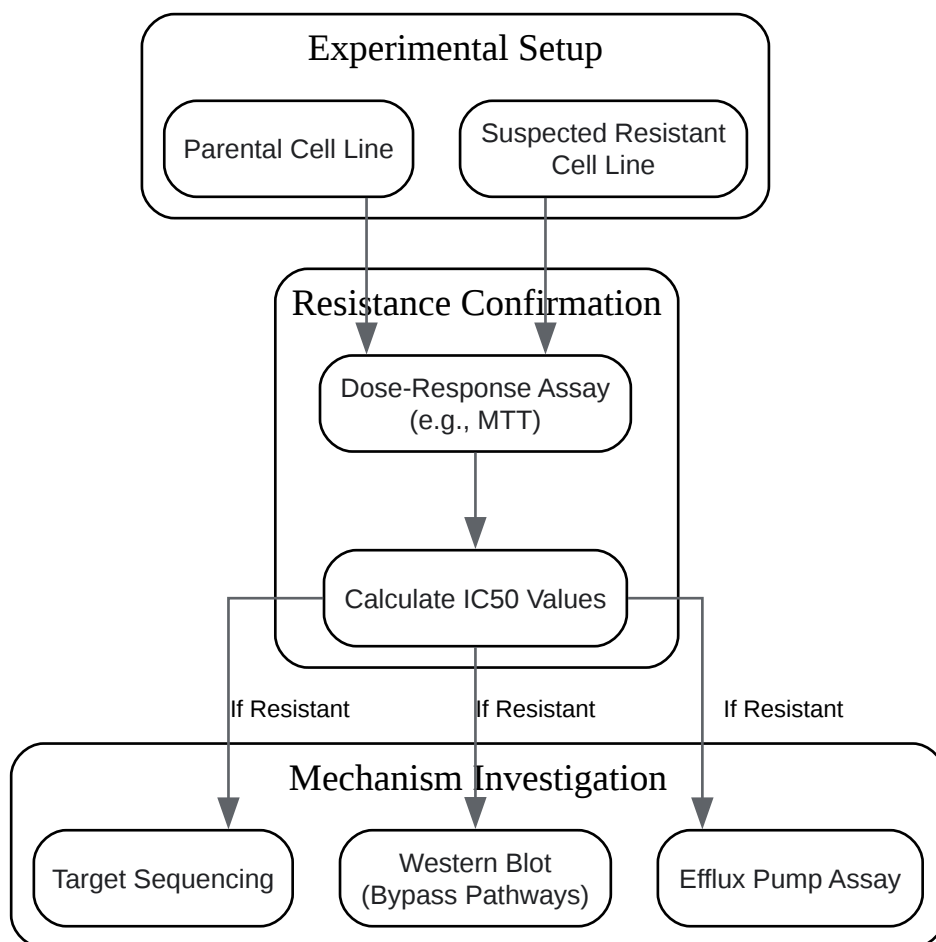 Experimental Setup
Parental Cell Line
Suspected Resistant
Cell Line
Resistance Confirmation
Dose-Response Assay
(e.g., MTT)
Calculate IC50 Values
If Resistant
If Resistant
If Resistant
Mechanism Investigation
Target Sequencing
Western Blot
(Bypass Pathways)
Efflux Pump Assay